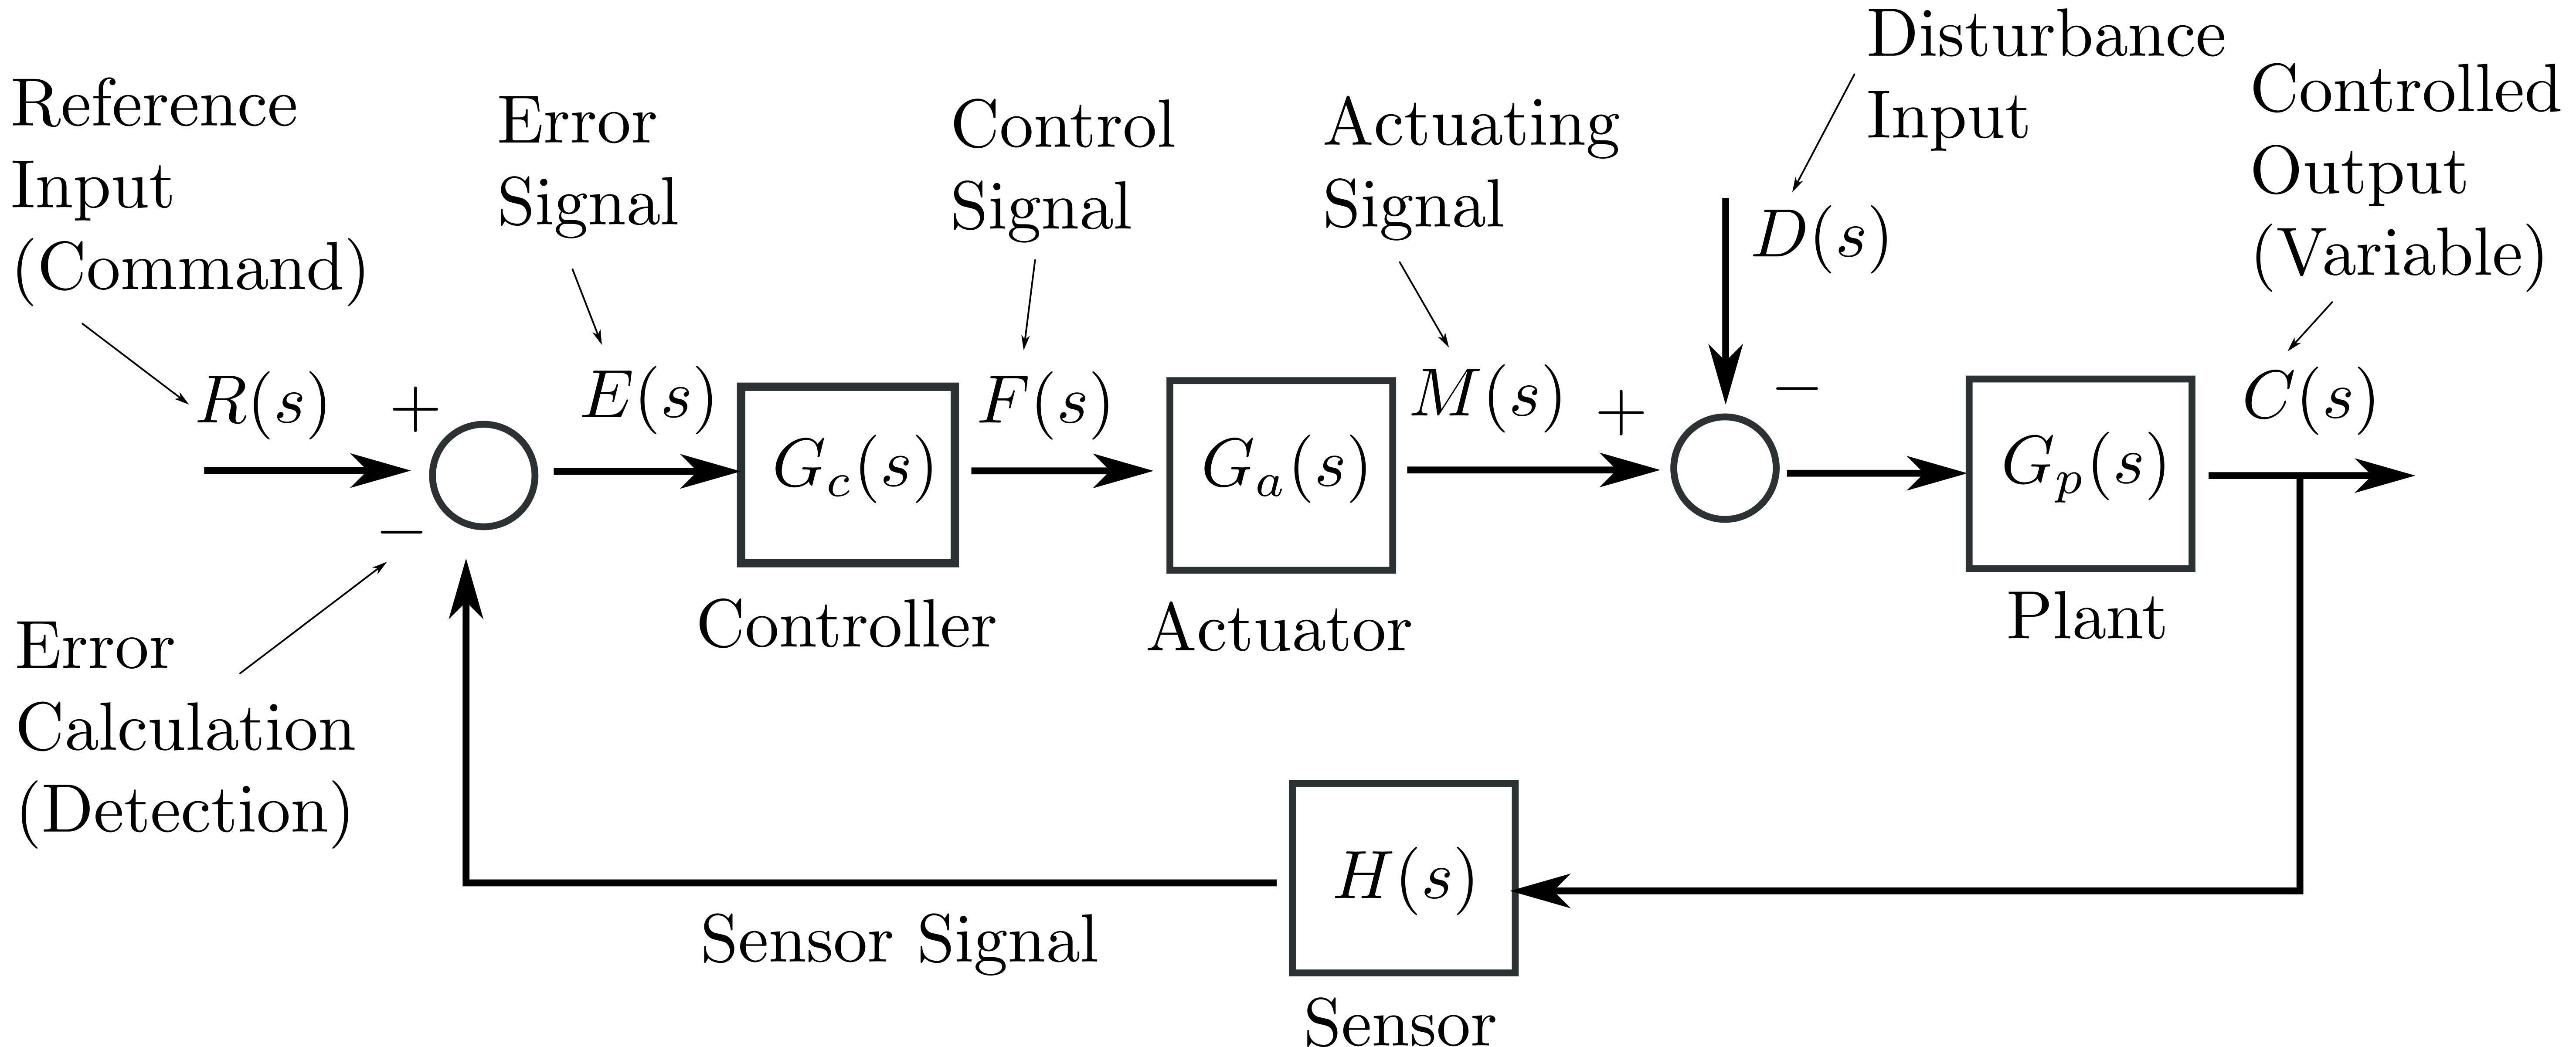 Reference
Input
(Command)
Error
Signal
Control
Signal
Actuating
Signal
Disturbance
Input
Controlled
Output
(Variable)
D(s)
R(s)
+
E(s)
F(s)
M(s)
+
−
C(s)
G_c(s)
G_a(s)
G_p(s)
−
Controller
Actuator
Plant
Error
Calculation
(Detection)
H(s)
Sensor Signal
Sensor